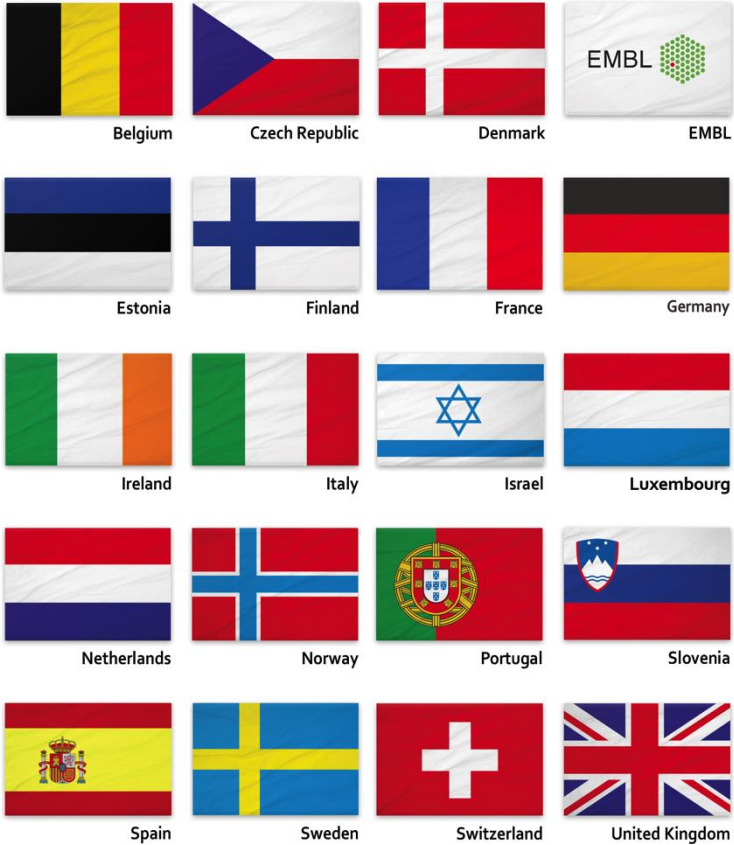 EMBL
Belgium
Czech Republic
Denmark
EMBL
Estonia
Finland
France
Germany
Ireland
Italy
Israel
Luxembourg
Netherlands
Norway
Portugal
Slovenia
Spain
Sweden
Switzerland
United Kingdom